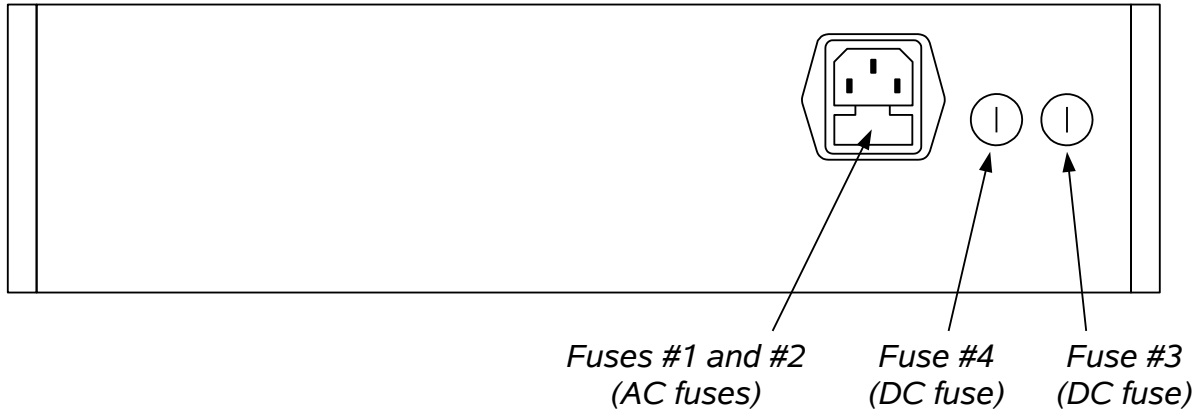 Fuses #1 and #2
(AC fuses)
Fuse #4
(DC fuse)
Fuse #3
(DC fuse)